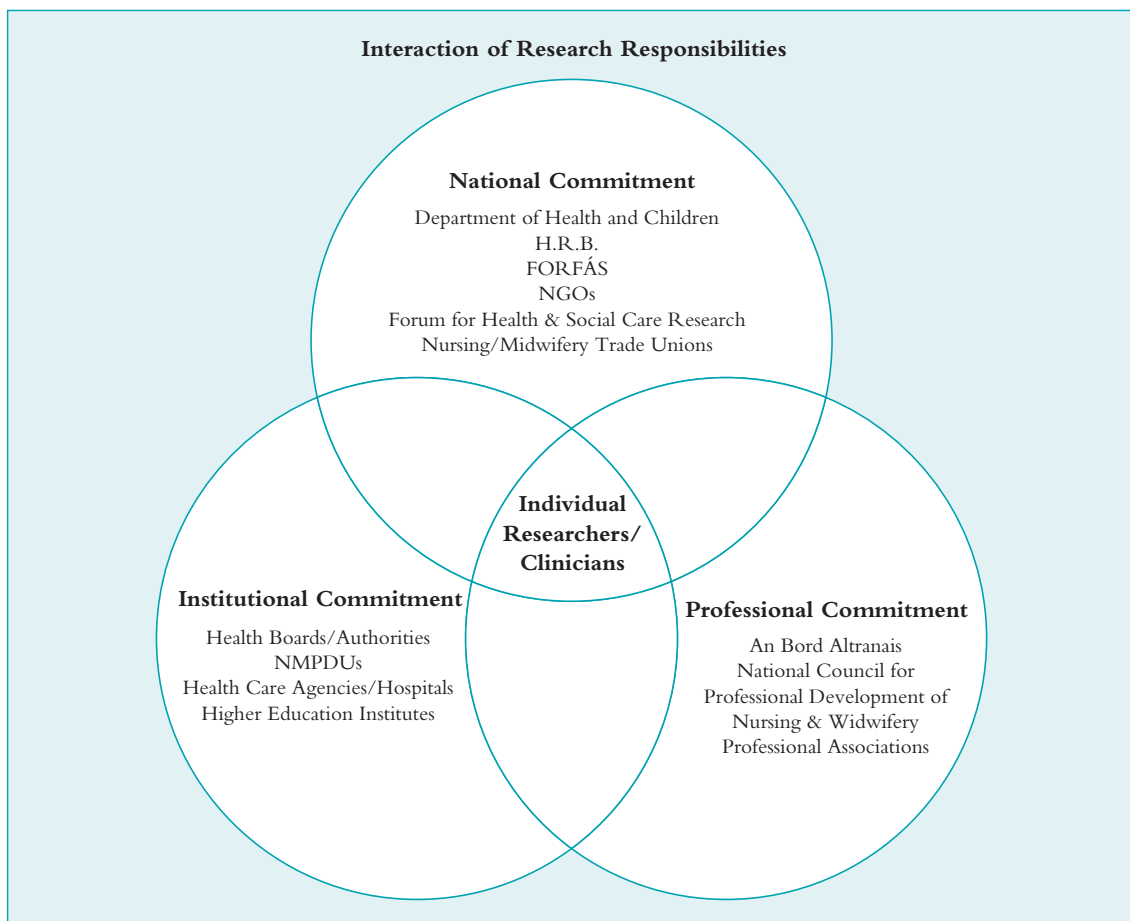 Interaction of Research Responsibilities
National Commitment
Department of Health and Children
H.R.B.
FORFÁS
NGOs
Forum for Health & Social Care Research
Nursing/Midwifery Trade Unions
Individual
Researchers/
Clinicians
Institutional Commitment
Health Boards/Authorities
NMPDUs
Health Care Agencies/Hospitals
Higher Education Institutes
Professional Commitment
An Bord Altranais
National Council for
Professional Development of
Nursing & Widwifery
Professional Associations